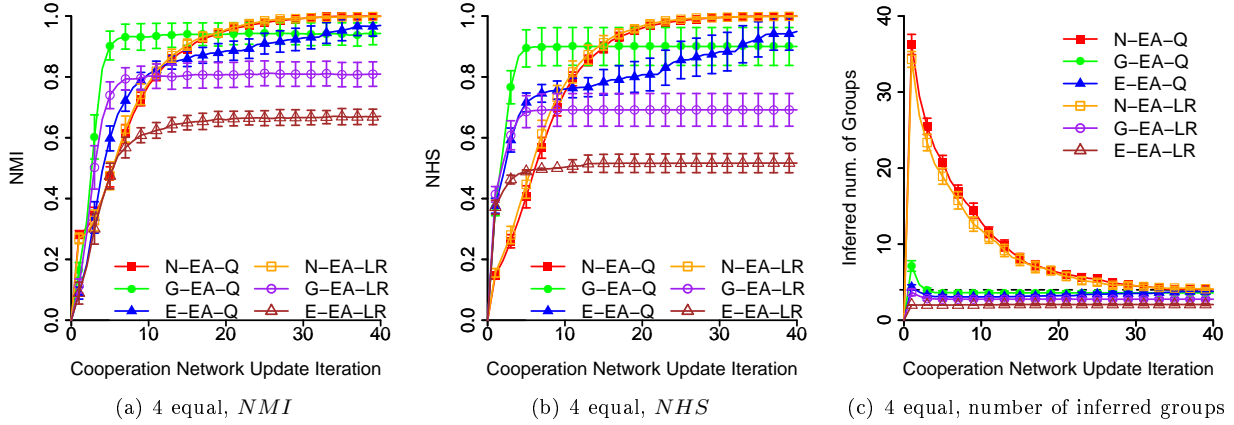 1.0
0.8
0.6
0.4
0.2
0.0
NMI
N−EA−Q
G−EA−Q
E−EA−Q
N−EA−LR
G−EA−LR
E−EA−LR
0 10 20 30 40
Cooperation Network Update Iteration
(a) 4 equal, NMI
1.0
0.8
0.6
0.4
0.2
0.0
NHS
N−EA−Q
G−EA−Q
E−EA−Q
N−EA−LR
G−EA−LR
E−EA−LR
0 10 20 30 40
Cooperation Network Update Iteration
(b) 4 equal, NHS
40
30
20
10
0
Inferred num. of Groups
N−EA−Q
G−EA−Q
E−EA−Q
N−EA−LR
G−EA−LR
E−EA−LR
0 10 20 30 40
Cooperation Network Update Iteration
(c) 4 equal, number of inferred groups